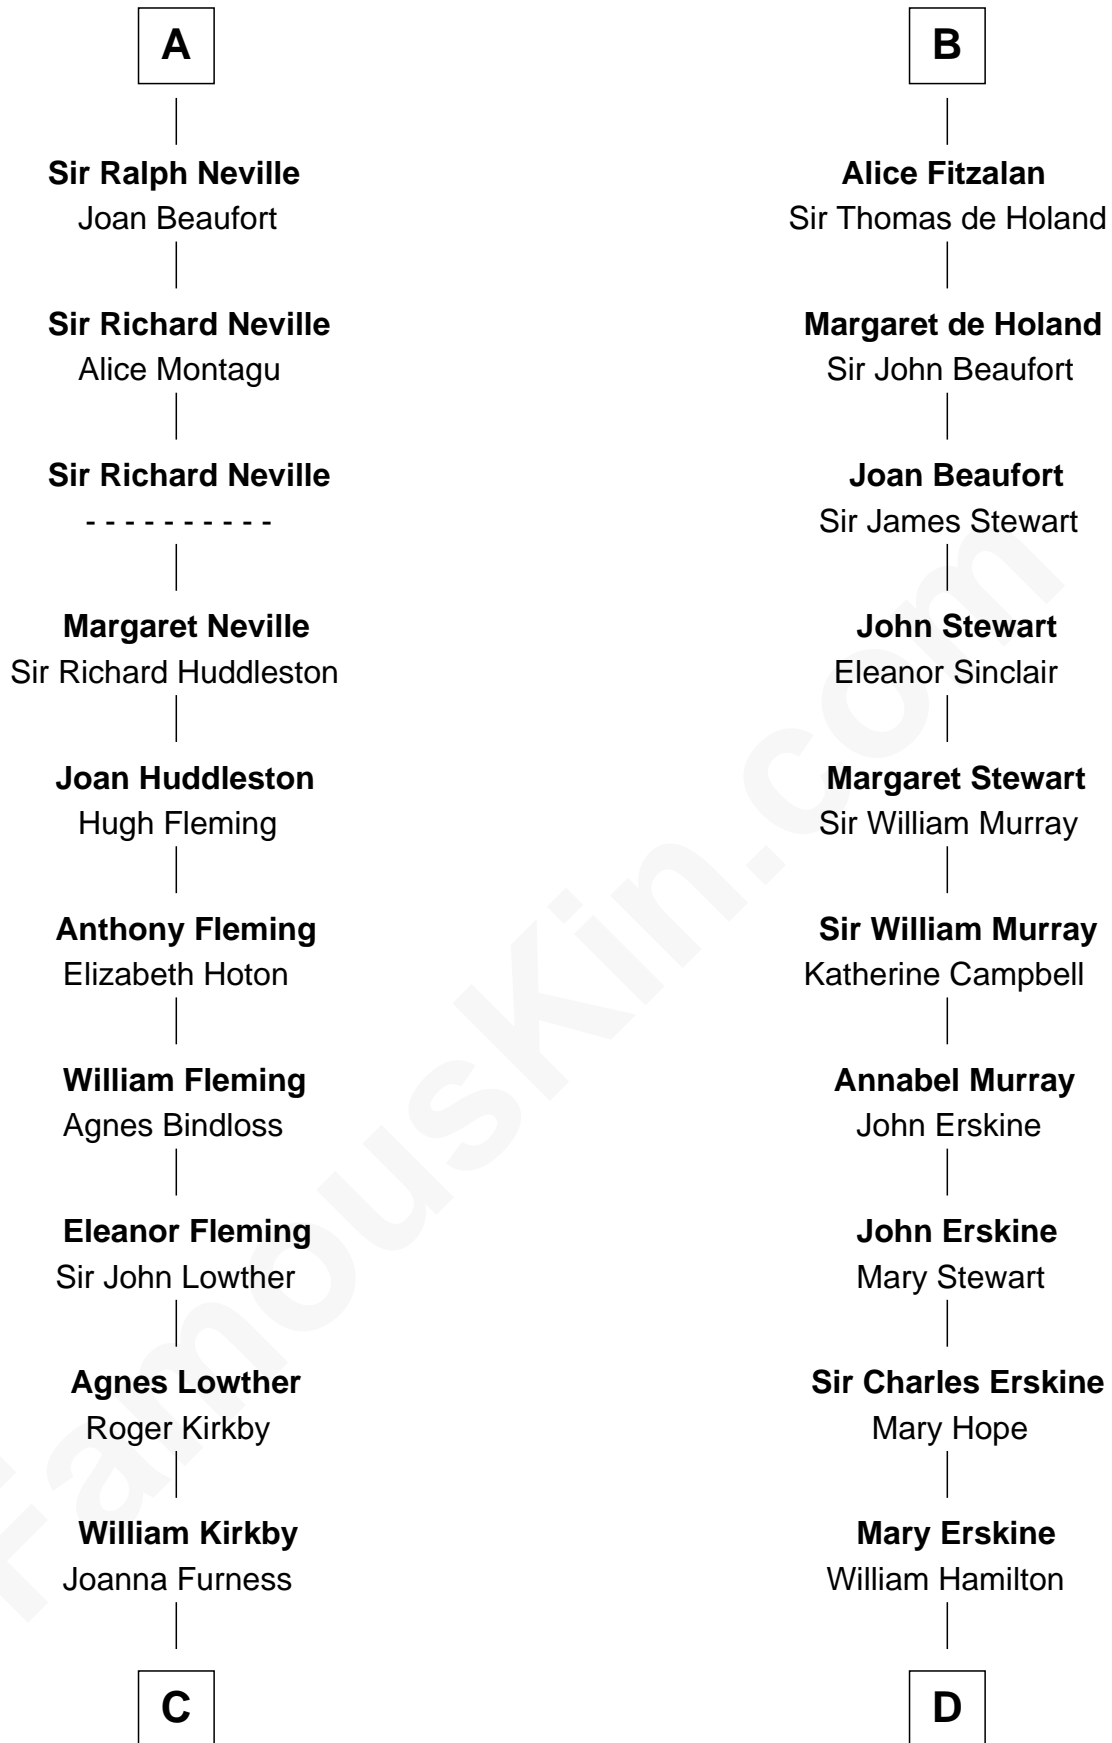 A
Sir Ralph Neville
Joan Beaufort
Sir Richard Neville
Alice Montagu
Sir Richard Neville
- - - - - - - - - -
Margaret Neville
Sir Richard Huddleston
Joan Huddleston
Hugh Fleming
Anthony Fleming
Elizabeth Hoton
William Fleming
Agnes Bindloss
Eleanor Fleming
Sir John Lowther
Agnes Lowther
Roger Kirkby
William Kirkby
Joanna Furness
C
B
Alice Fitzalan
Sir Thomas de Holand
Margaret de Holand
Sir John Beaufort
Joan Beaufort
Sir James Stewart
John Stewart
Eleanor Sinclair
Margaret Stewart
Sir William Murray
Sir William Murray
Katherine Campbell
Annabel Murray
John Erskine
John Erskine
Mary Stewart
Sir Charles Erskine
Mary Hope
Mary Erskine
William Hamilton
D
FamousKin.com